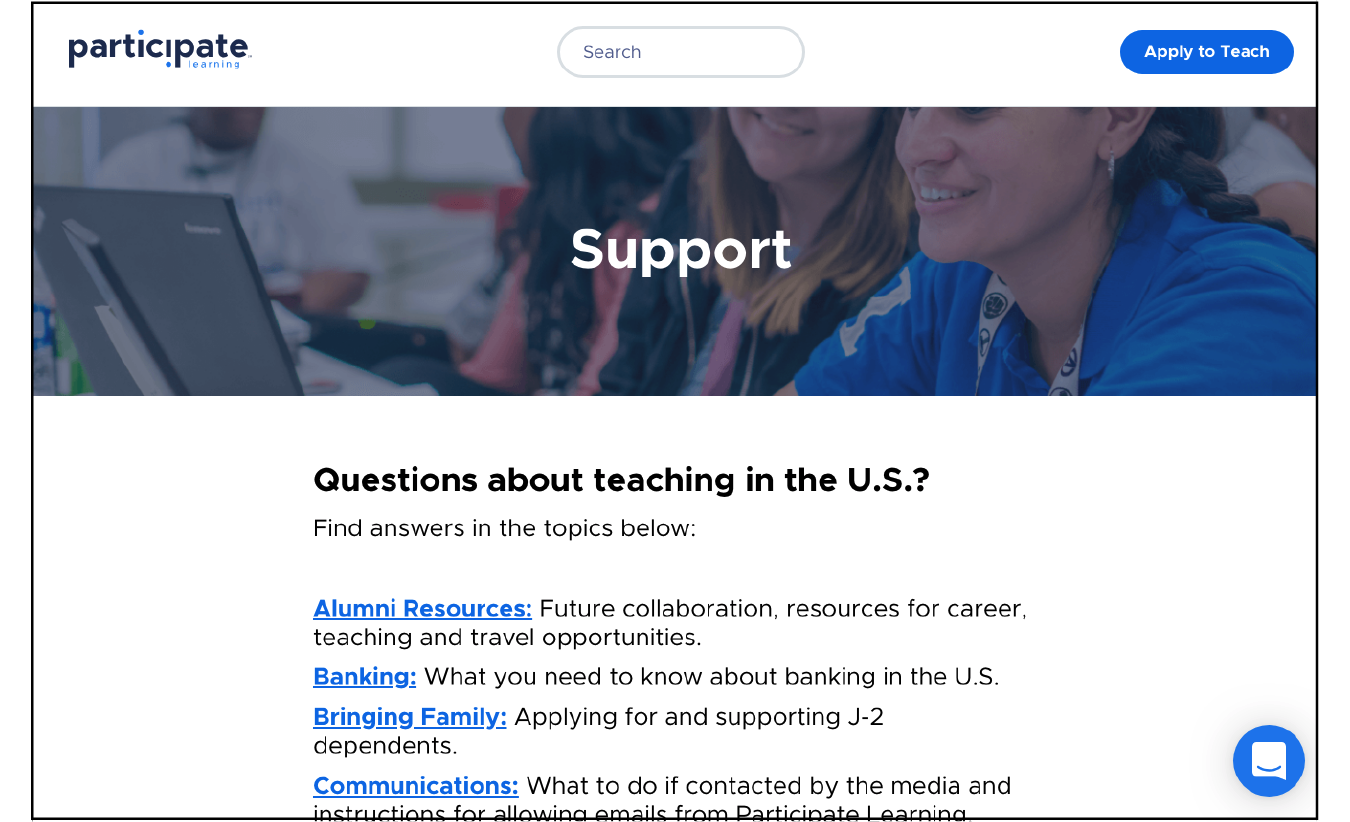 participate
learning
Search
Apply to Teach
lenovo
Support
Questions about teaching in the U.S.?
Find answers in the topics below:
Alumni Resources: Future collaboration, resources for career,
teaching and travel opportunities.
Banking: What you need to know about banking in the U.S.
Bringing Family: Applying for and supporting J-2
dependents.
Communications: What to do if contacted by the media and
instructions for allowing emails from Participate Learning.